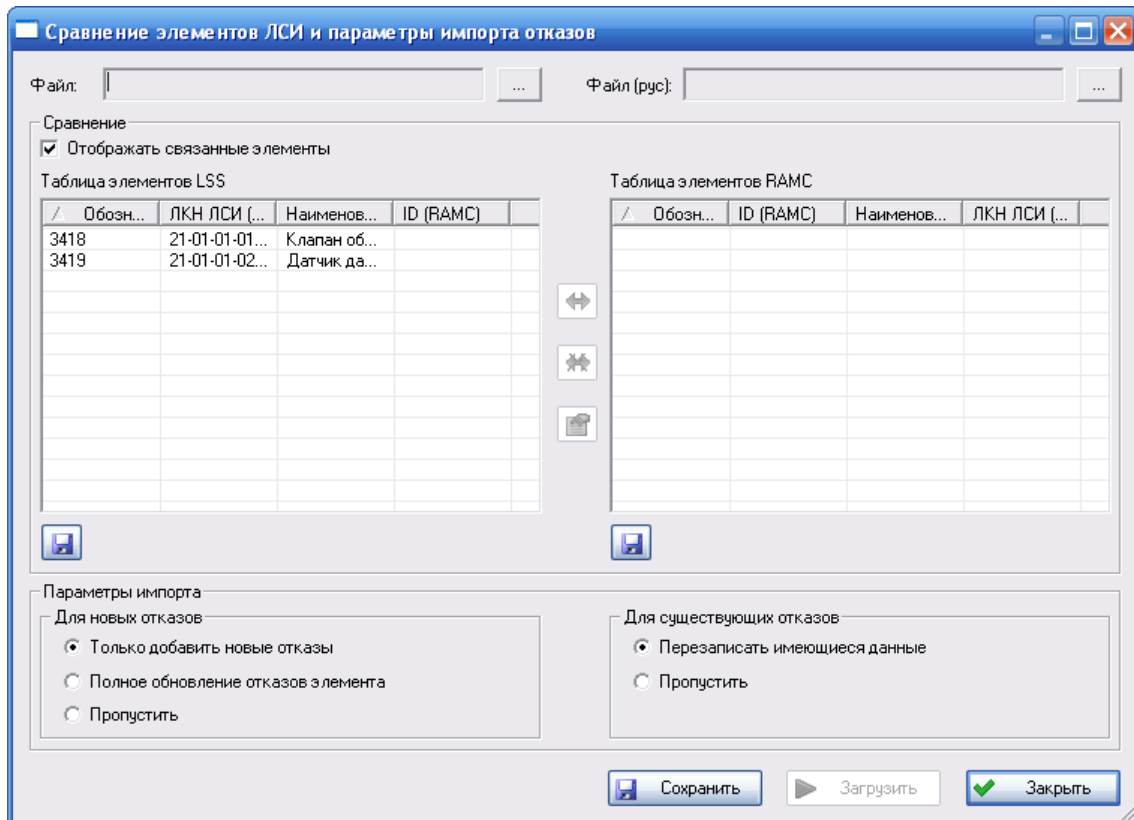 Сравнение элементов ЛСИ и параметры импорта отказов
Файл: ... Файл (рус): ...
Сравнение
Отображать связанные элементы
Таблица элементов LSS
Обозн... ЛКН ЛСИ (... Наименов... ID (RAMC)
3418 21-01-01-01... Клапан об...
3419 21-01-01-02... Датчик да...
Таблица элементов RAMC
Обозн... ID (RAMC) Наименов... ЛКН ЛСИ (...
Параметры импорта
Для новых отказов
Только добавить новые отказы
Полное обновление отказов элемента
Пропустить
Для существующих отказов
Перезаписать имеющиеся данные
Пропустить
Сохранить Загрузить Закрыть